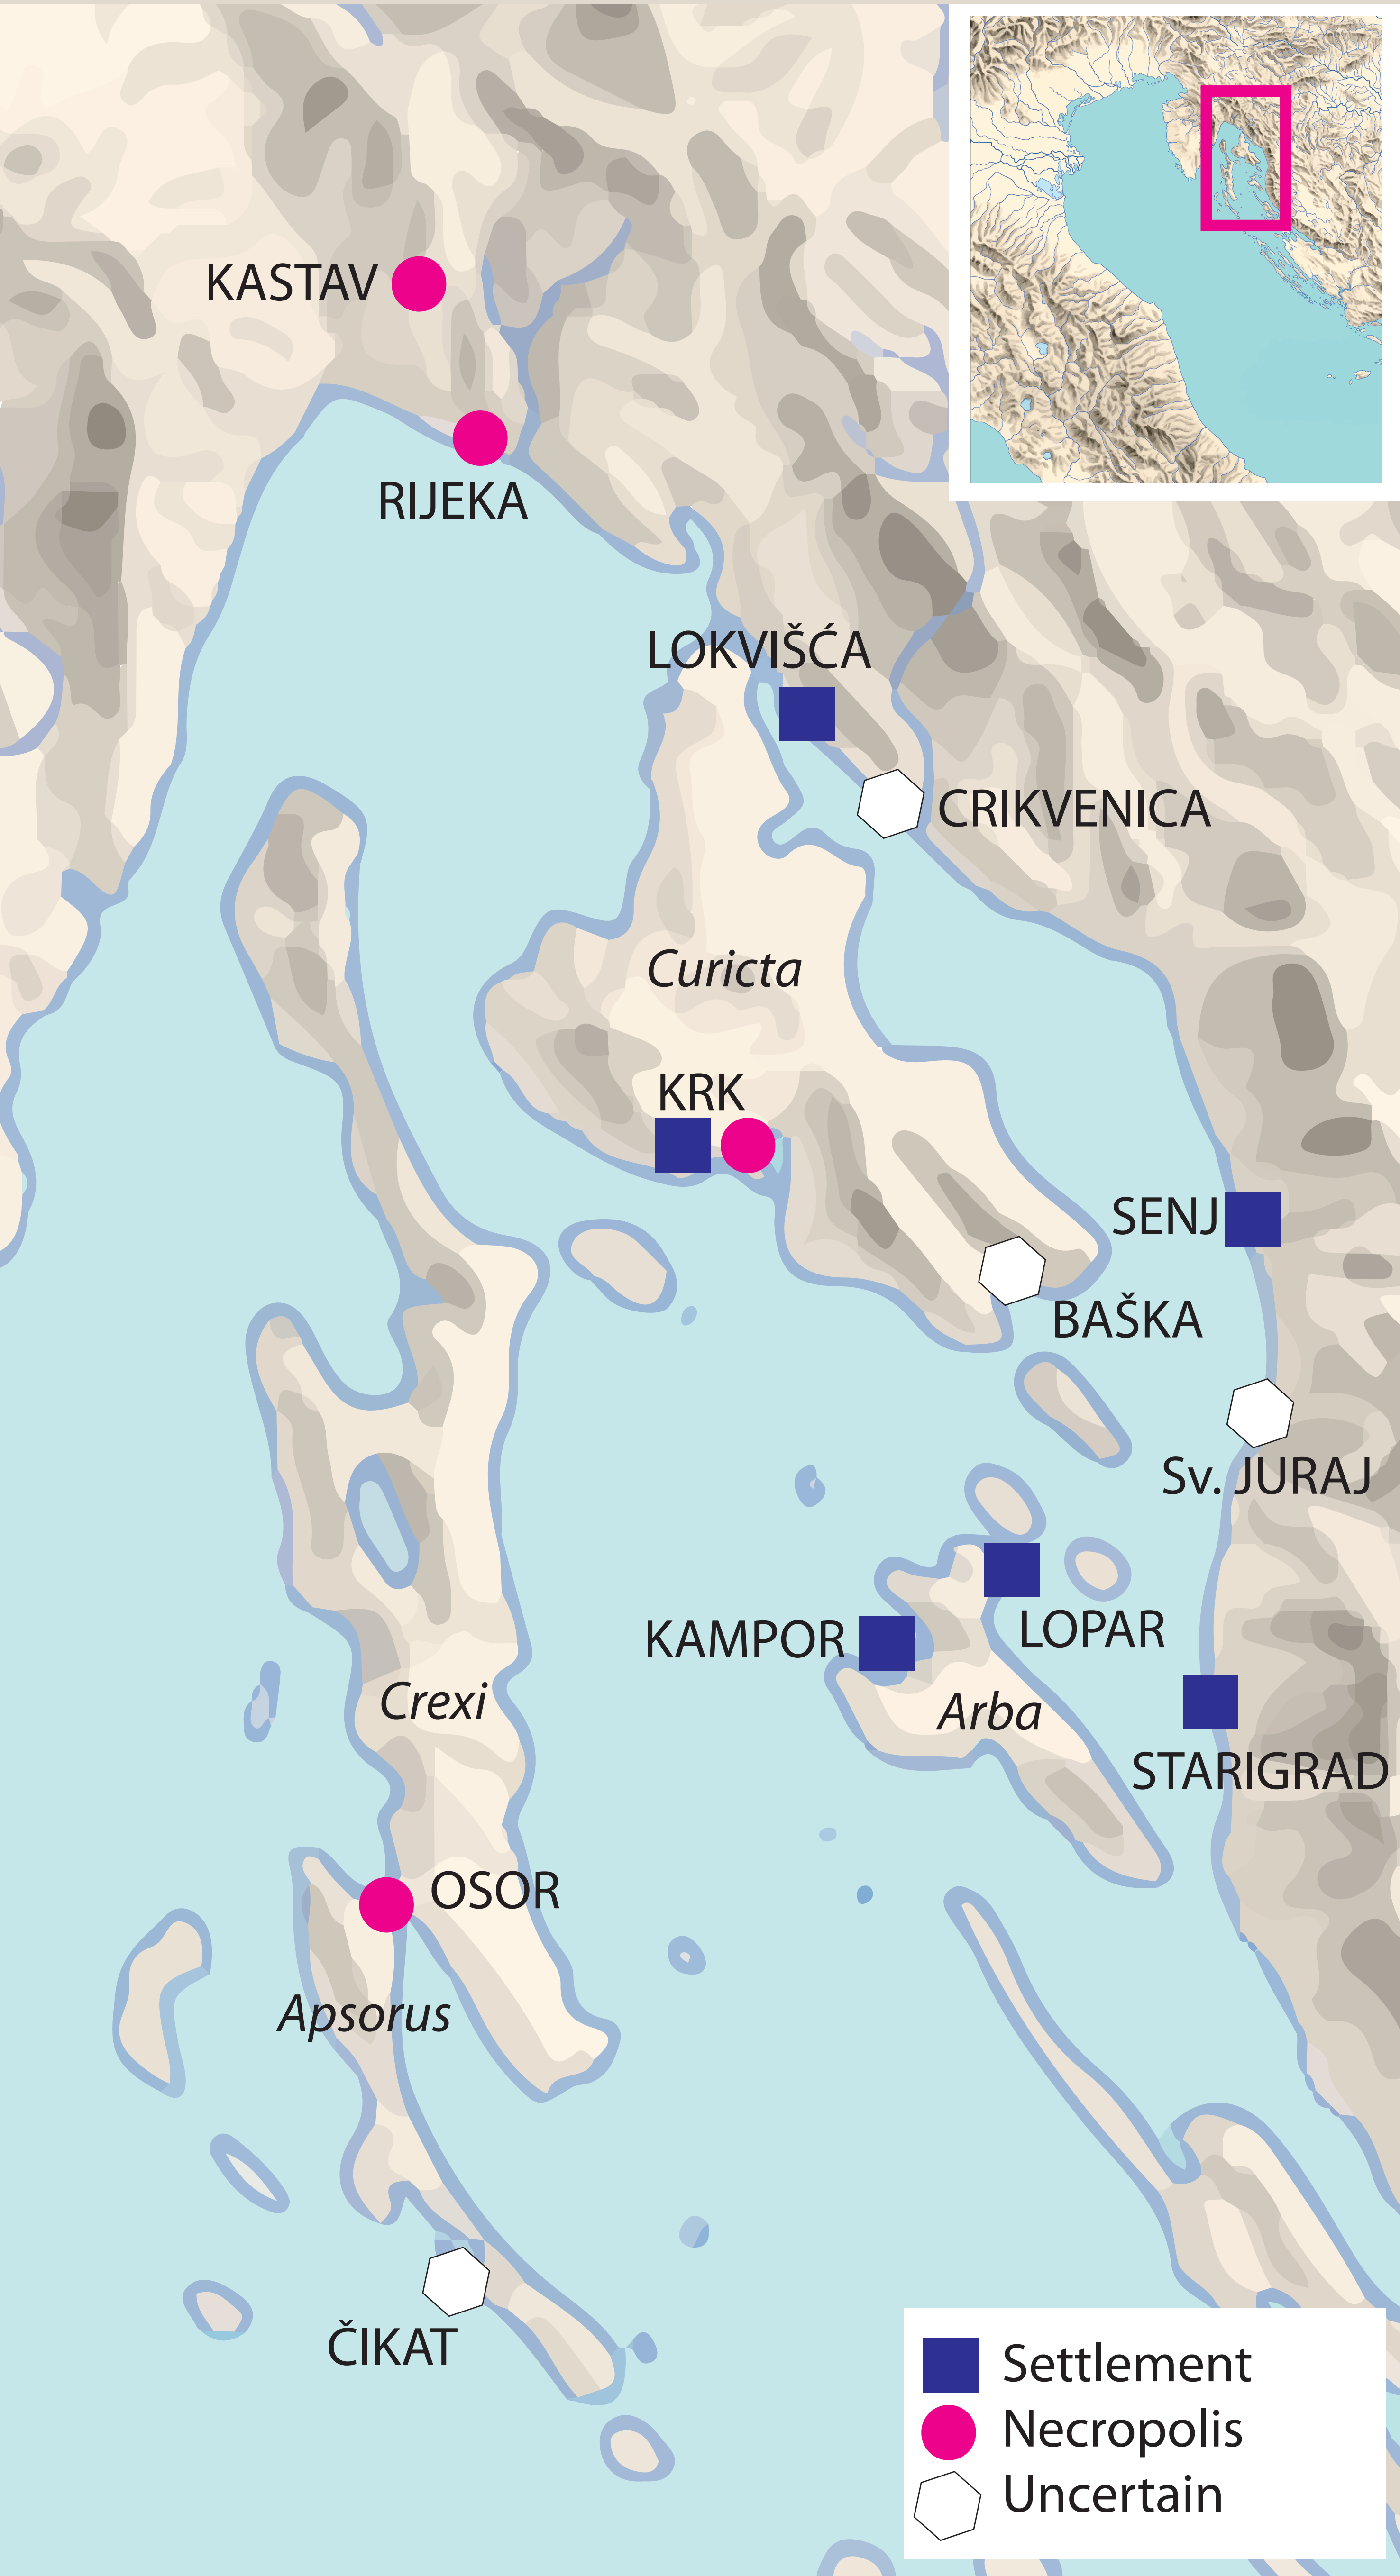 KASTAV
RIJEKA
LOKVIŠĆA
CRIKVENICA
Curicta
KRK
SENJ
BAŠKA
Sv. JURAJ
LOPAR
KAMPOR
Crexi
Arba
STARIGRAD
OSOR
Apsorus
ČIKAT
Settlement
Necropolis
Uncertain